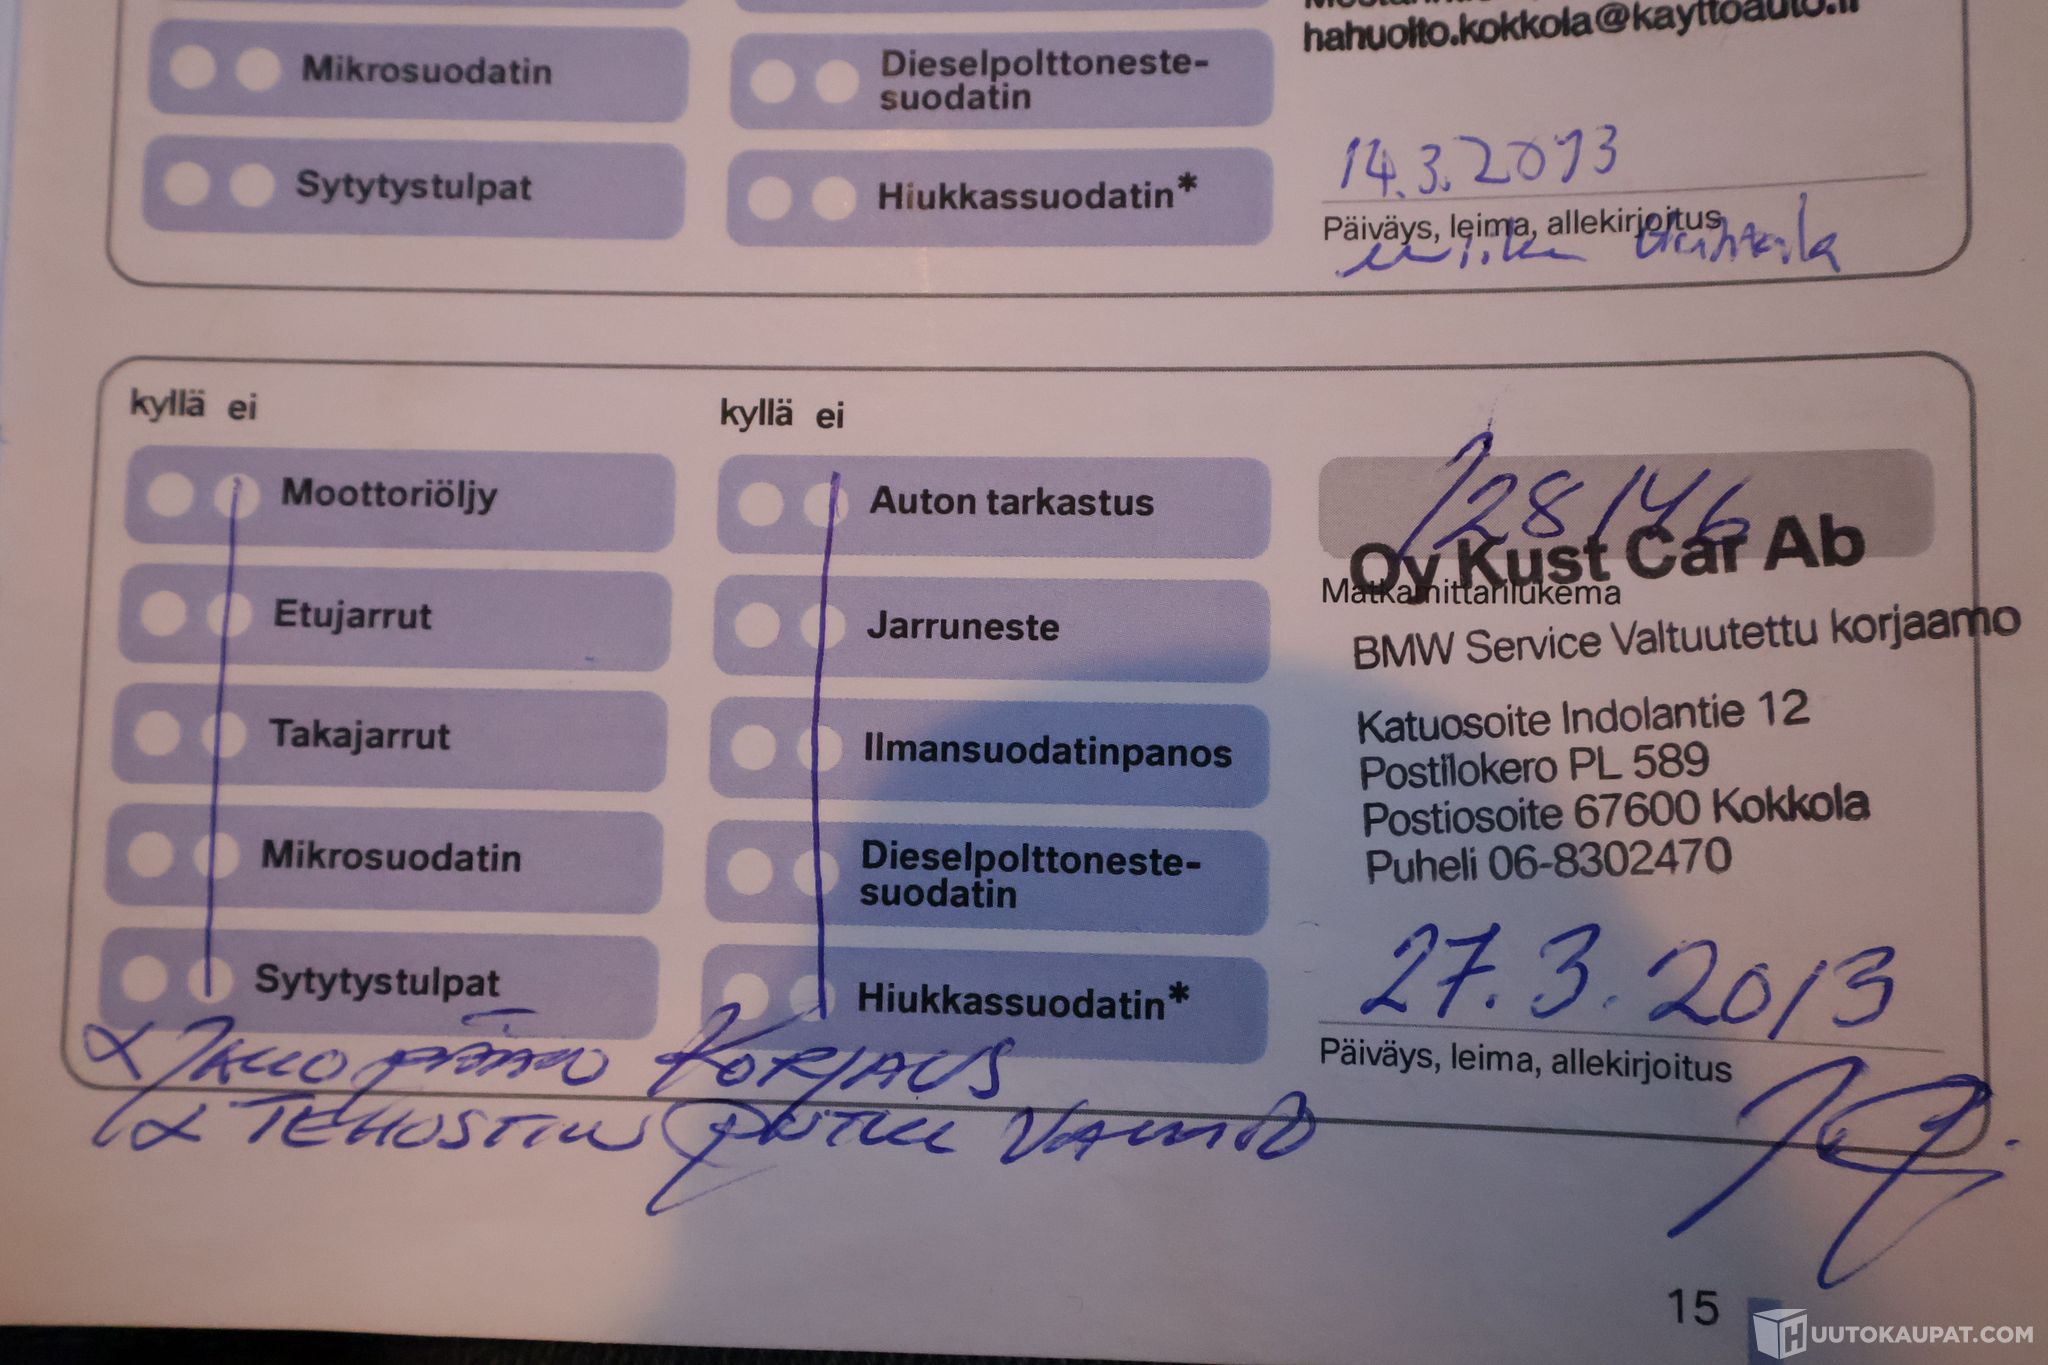 hahuolto.kokkola@kayttoauto.fi
Mikrosuodatin
Dieselpolttoneste-
suodatin
Sytytystulpat
Hiukkassuodatin*
14.3.2013
Päiväys, leima, allekirjoitus
kyllä ei
kyllä ei
128146
Moottoriöljy
Auton tarkastus
Oy Kust Car Ab
Matkamittarilukema
Etujarrut
Jarruneste
BMW Service Valtuutettu korjaamo
Takajarrut
Ilmansuodatinpanos
Katuosoite Indolantie 12
Postilokero PL 589
Postiosoite 67600 Kokkola
Puheli 06-8302470
Mikrosuodatin
Dieselpolttoneste-
suodatin
Sytytystulpat
Hiukkassuodatin*
27.3.2013
Päiväys, leima, allekirjoitus
JAKOPÄÄN KORJAUS
TEHOSTIN PUTKI
15
HUUTOKAUPAT.COM